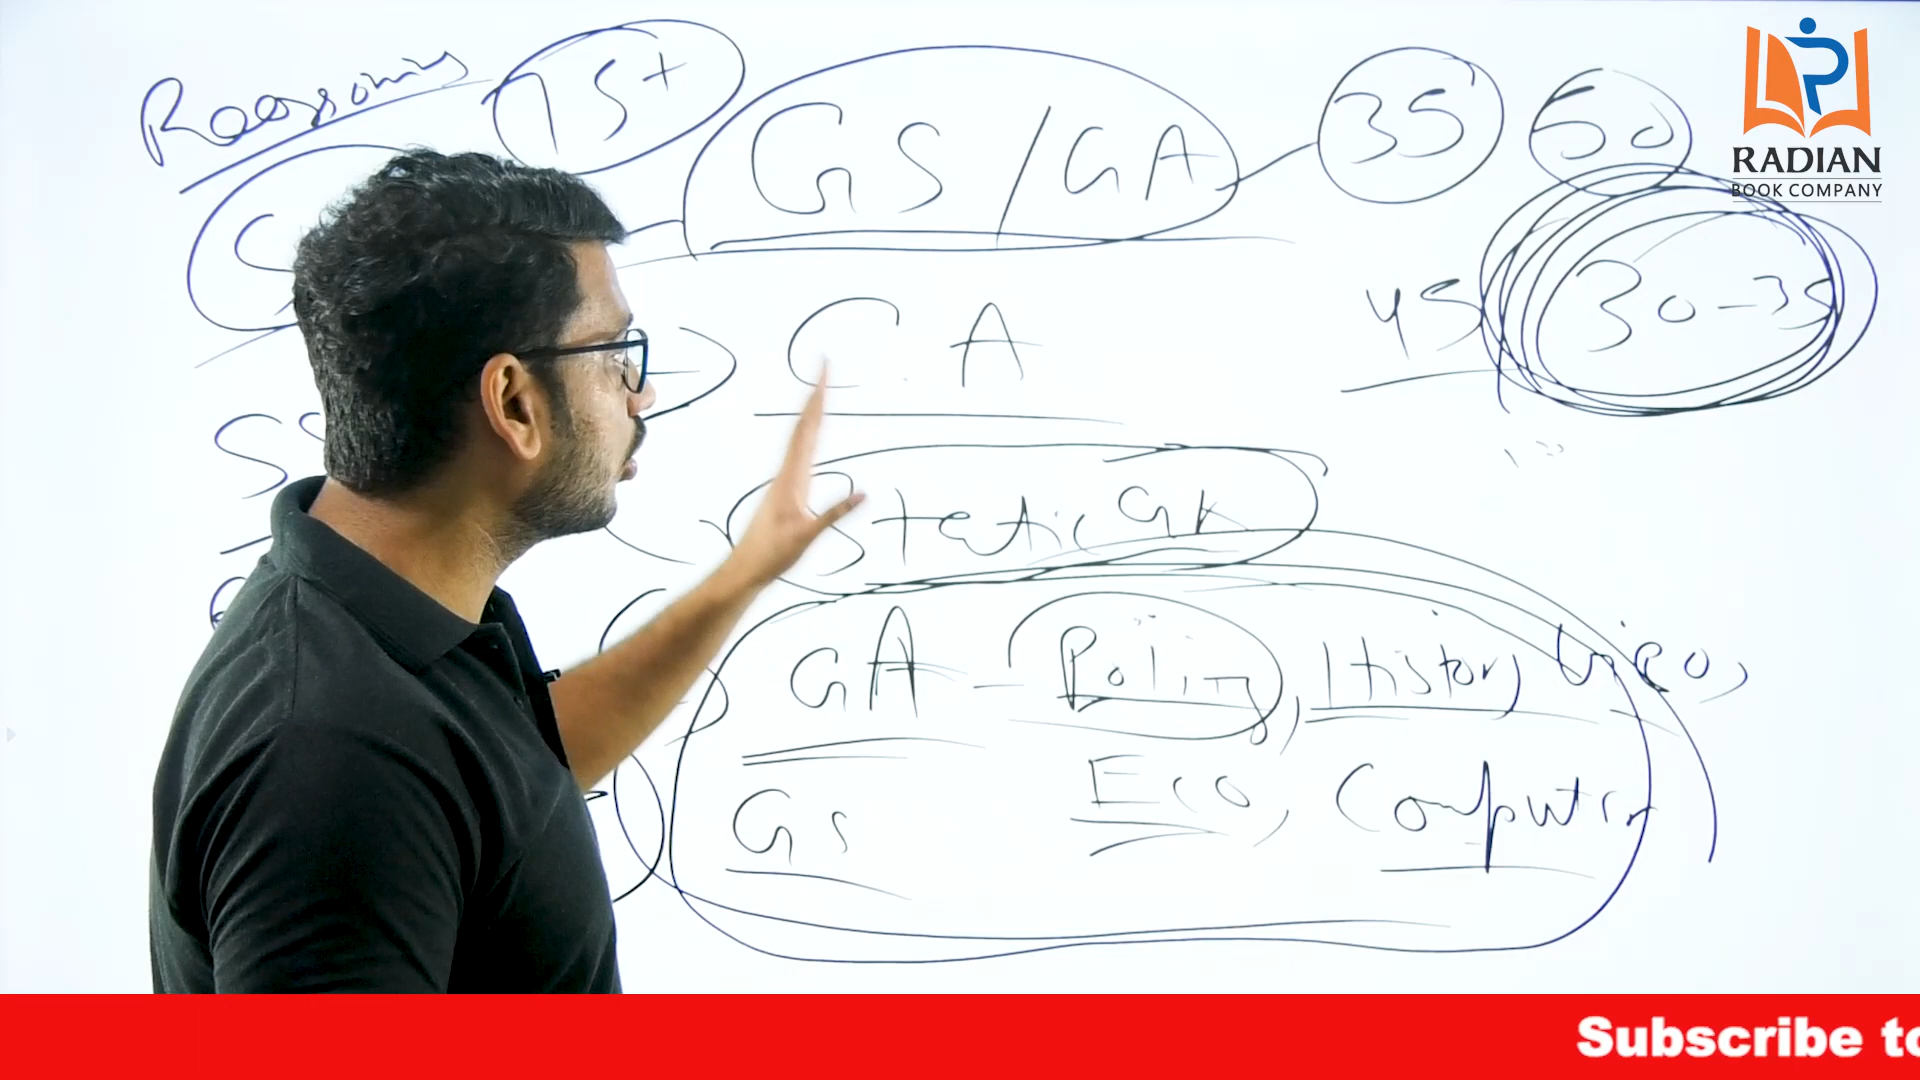 Reasoning 75+ GS/GA 35 50
RADIAN
BOOK COMPANY
CA 45 30-35
Static GK
GA - Polity, History, Geo,
GS Eco, Computer
Subscribe to